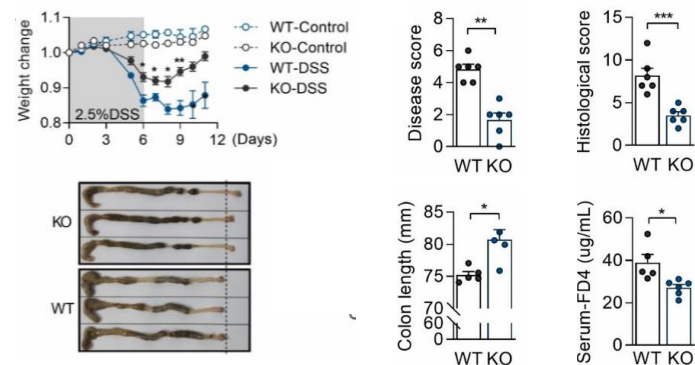 Weight change
1.1
1.0
0.9
0.8
2.5%DSS
* * * **
0 3 6 9 12 (Days)
WT-Control
KO-Control
WT-DSS
KO-DSS
Disease score
8
6
4
2
0
**
WT KO
Histological score
15
10
5
0
***
WT KO
KO
WT
Colon length (mm)
85
80
75
70
60
0
*
WT KO
Serum-FD4 (ug/mL)
60
40
20
0
*
WT KO